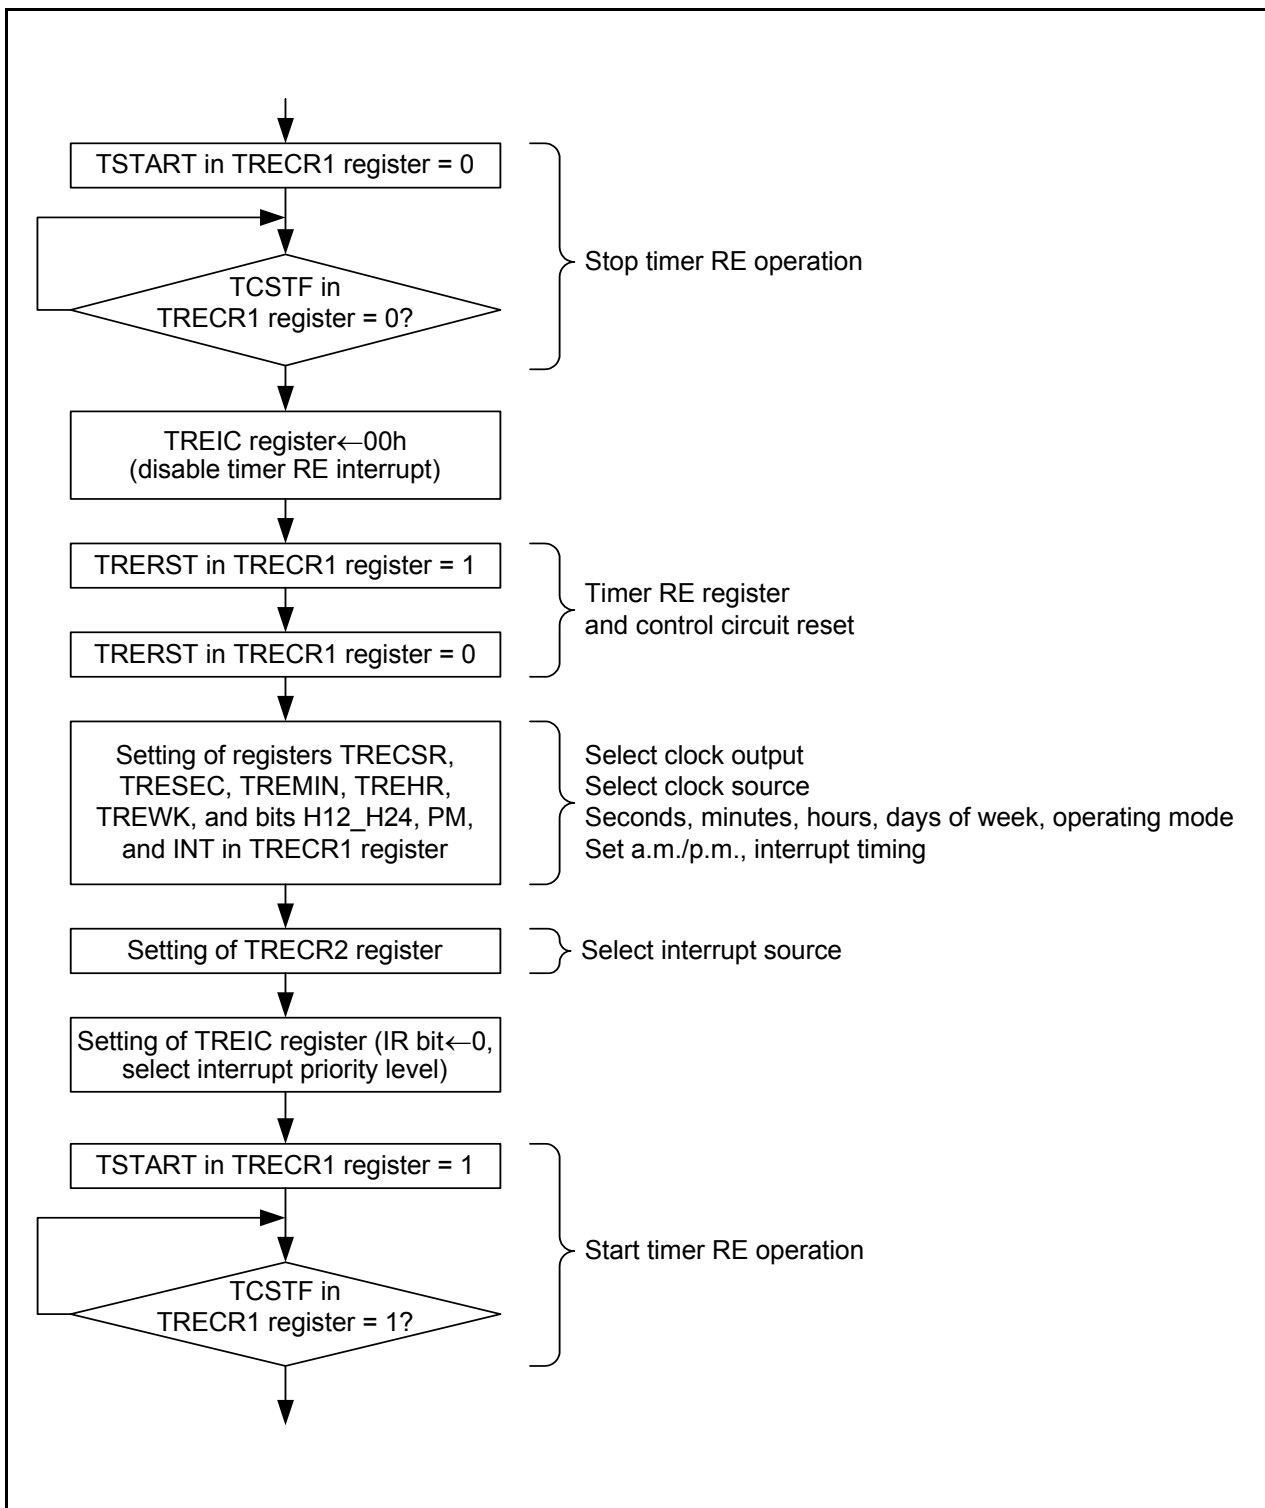 TSTART in TRECR1 register = 0
Stop timer RE operation
TCSTF in
TRECR1 register = 0?
TREIC register←00h
(disable timer RE interrupt)
TRERST in TRECR1 register = 1
Timer RE register
and control circuit reset
TRERST in TRECR1 register = 0
Setting of registers TRECSR,
TRESEC, TREMIN, TREHR,
TREWK, and bits H12_H24, PM,
and INT in TRECR1 register
Select clock output
Select clock source
Seconds, minutes, hours, days of week, operating mode
Set a.m./p.m., interrupt timing
Setting of TRECR2 register
Select interrupt source
Setting of TREIC register (IR bit←0,
select interrupt priority level)
TSTART in TRECR1 register = 1
Start timer RE operation
TCSTF in
TRECR1 register = 1?